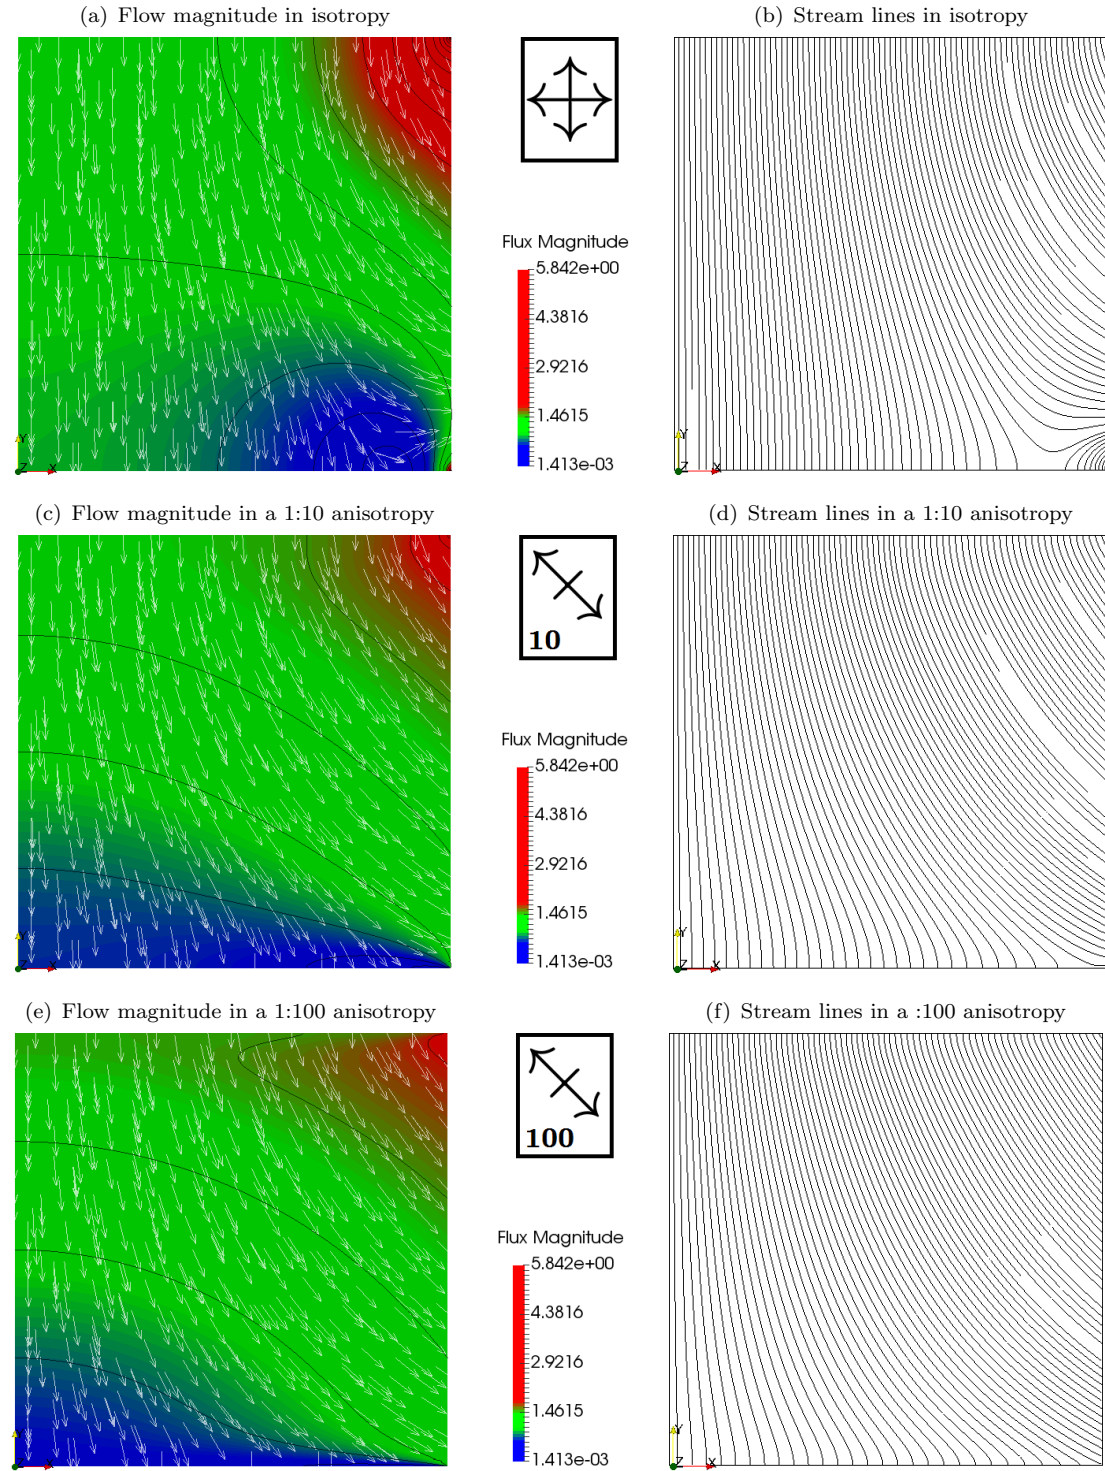 (a) Flow magnitude in isotropy
(b) Stream lines in isotropy
Flux Magnitude
5.842e+00
4.3816
2.9216
1.4615
1.413e-03
Y
Z X
Y
Z X
(c) Flow magnitude in a 1:10 anisotropy
(d) Stream lines in a 1:10 anisotropy
10
Flux Magnitude
5.842e+00
4.3816
2.9216
1.4615
1.413e-03
Y
Z X
Y
Z X
(e) Flow magnitude in a 1:100 anisotropy
(f) Stream lines in a :100 anisotropy
100
Flux Magnitude
5.842e+00
4.3816
2.9216
1.4615
1.413e-03
Y
Z X
Y
Z X